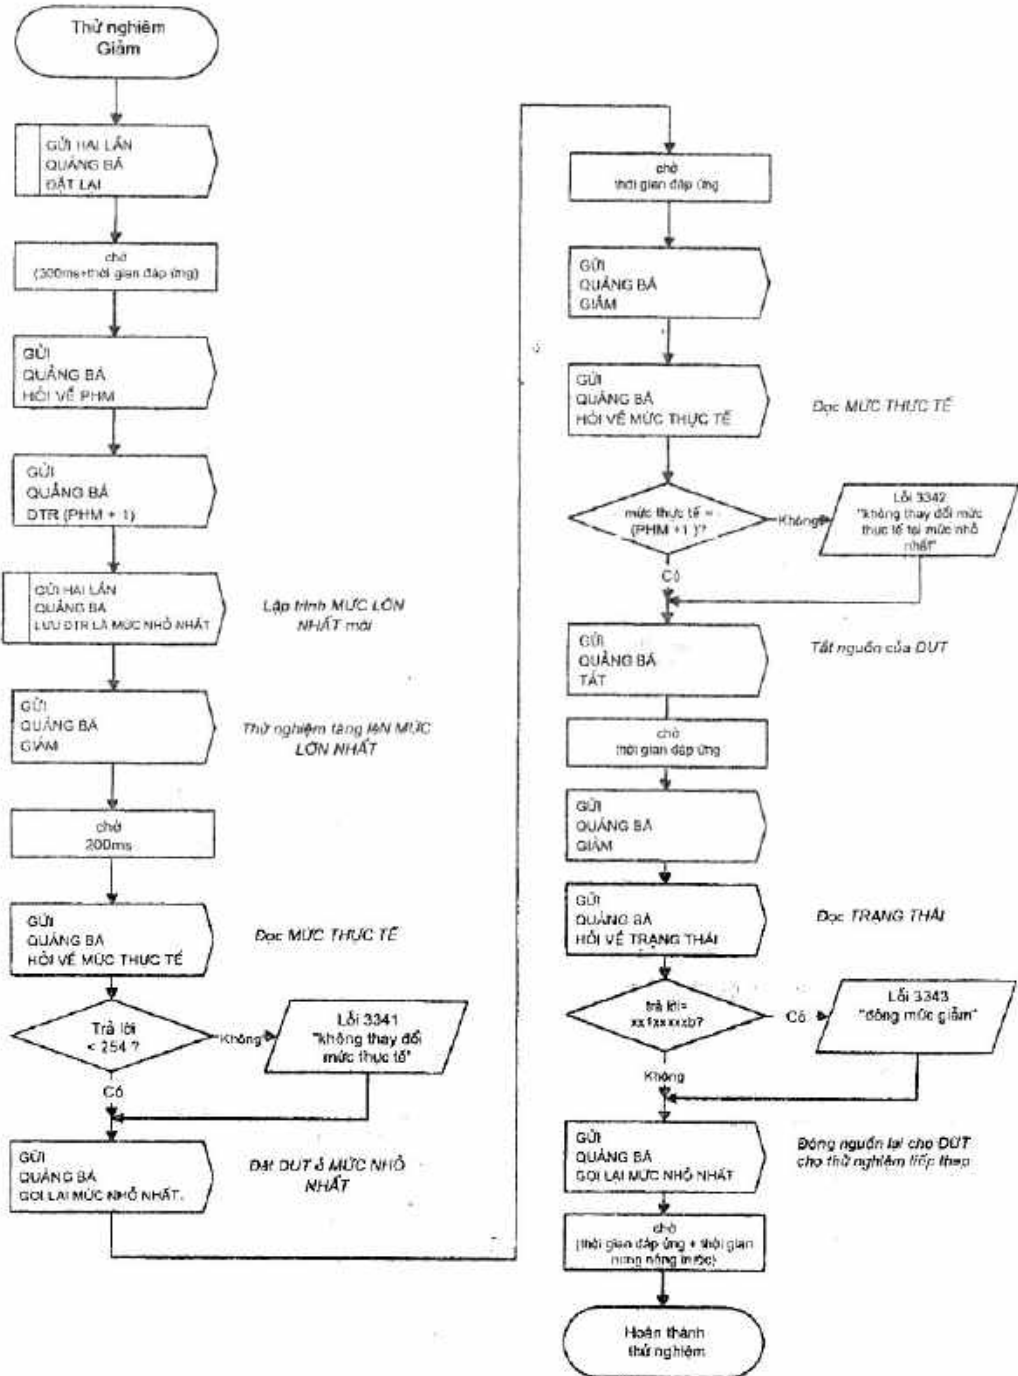 Thử nghiệm
Giảm
GỬI HAI LẦN
QUẢNG BÁ
ĐẶT LẠI
chờ
(300ms+thời gian đáp ứng)
GỬI
QUẢNG BÁ
HỎI VỀ PHM
GỬI
QUẢNG BÁ
DTR (PHM + 1)
GỬI HAI LẦN
QUẢNG BÁ
LƯU DTR LÀ MỨC NHỎ NHẤT
Lập trình MỨC LỚN
NHẤT mới
GỬI
QUẢNG BÁ
GIẢM
Thử nghiệm tăng lên MỨC
LỚN NHẤT
chờ
200ms
GỬI
QUẢNG BÁ
HỎI VỀ MỨC THỰC TẾ
Đọc MỨC THỰC TẾ
Trả lời
< 254 ?
Không
Lỗi 3341
"không thay đổi
mức thực tế"
Có
GỬI
QUẢNG BÁ
GỌI LẠI MỨC NHỎ NHẤT.
Đặt DUT ở MỨC NHỎ
NHẤT
chờ
thời gian đáp ứng
GỬI
QUẢNG BÁ
GIẢM
GỬI
QUẢNG BÁ
HỎI VỀ MỨC THỰC TẾ
Đọc MỨC THỰC TẾ
mức thực tế =
(PHM +1 )?
Không
Lỗi 3342
"không thay đổi mức
thực tế tại mức nhỏ
nhất"
Có
GỬI
QUẢNG BÁ
TẮT
Tắt nguồn của DUT
chờ
thời gian đáp ứng
GỬI
QUẢNG BÁ
GIẢM
GỬI
QUẢNG BÁ
HỎI VỀ TRẠNG THÁI
Đọc TRẠNG THÁI
trả lời=
xx1xxxxxb?
Có
Lỗi 3343
"đóng mức giảm"
Không
GỬI
QUẢNG BÁ
GỌI LẠI MỨC NHỎ NHẤT
Đóng nguồn lại cho DUT
cho thử nghiệm tiếp theo
chờ
(thời gian đáp ứng + thời gian
nung nóng trước)
Hoàn thành
thử nghiệm